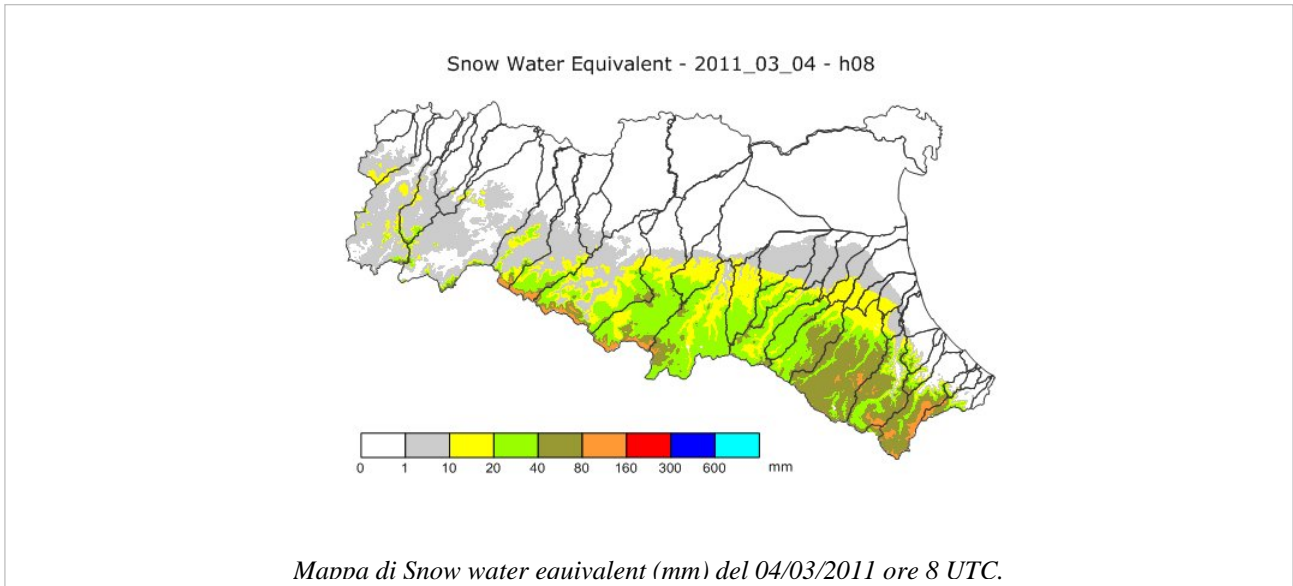 Snow Water Equivalent - 2011_03_04 - h08
0 1 10 20 40 80 160 300 600 mm
Mappa di Snow water equivalent (mm) del 04/03/2011 ore 8 UTC.